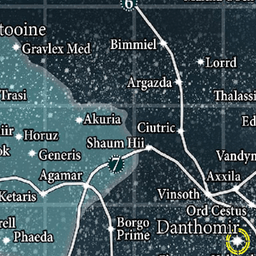 6
tooine
Bimmiel
Gravlex Med
Lorrd
Argazda
Trasi
Thalassi
Akuria
Ed
iir
Horuz
Ciutric
Shaum Hii
ok
Generis
7
Vandyn
Agamar
Axxila
Ketaris
Vinsoth
Ord Cestus
rell
Borgo
Prime
Danthomir
Phaeda